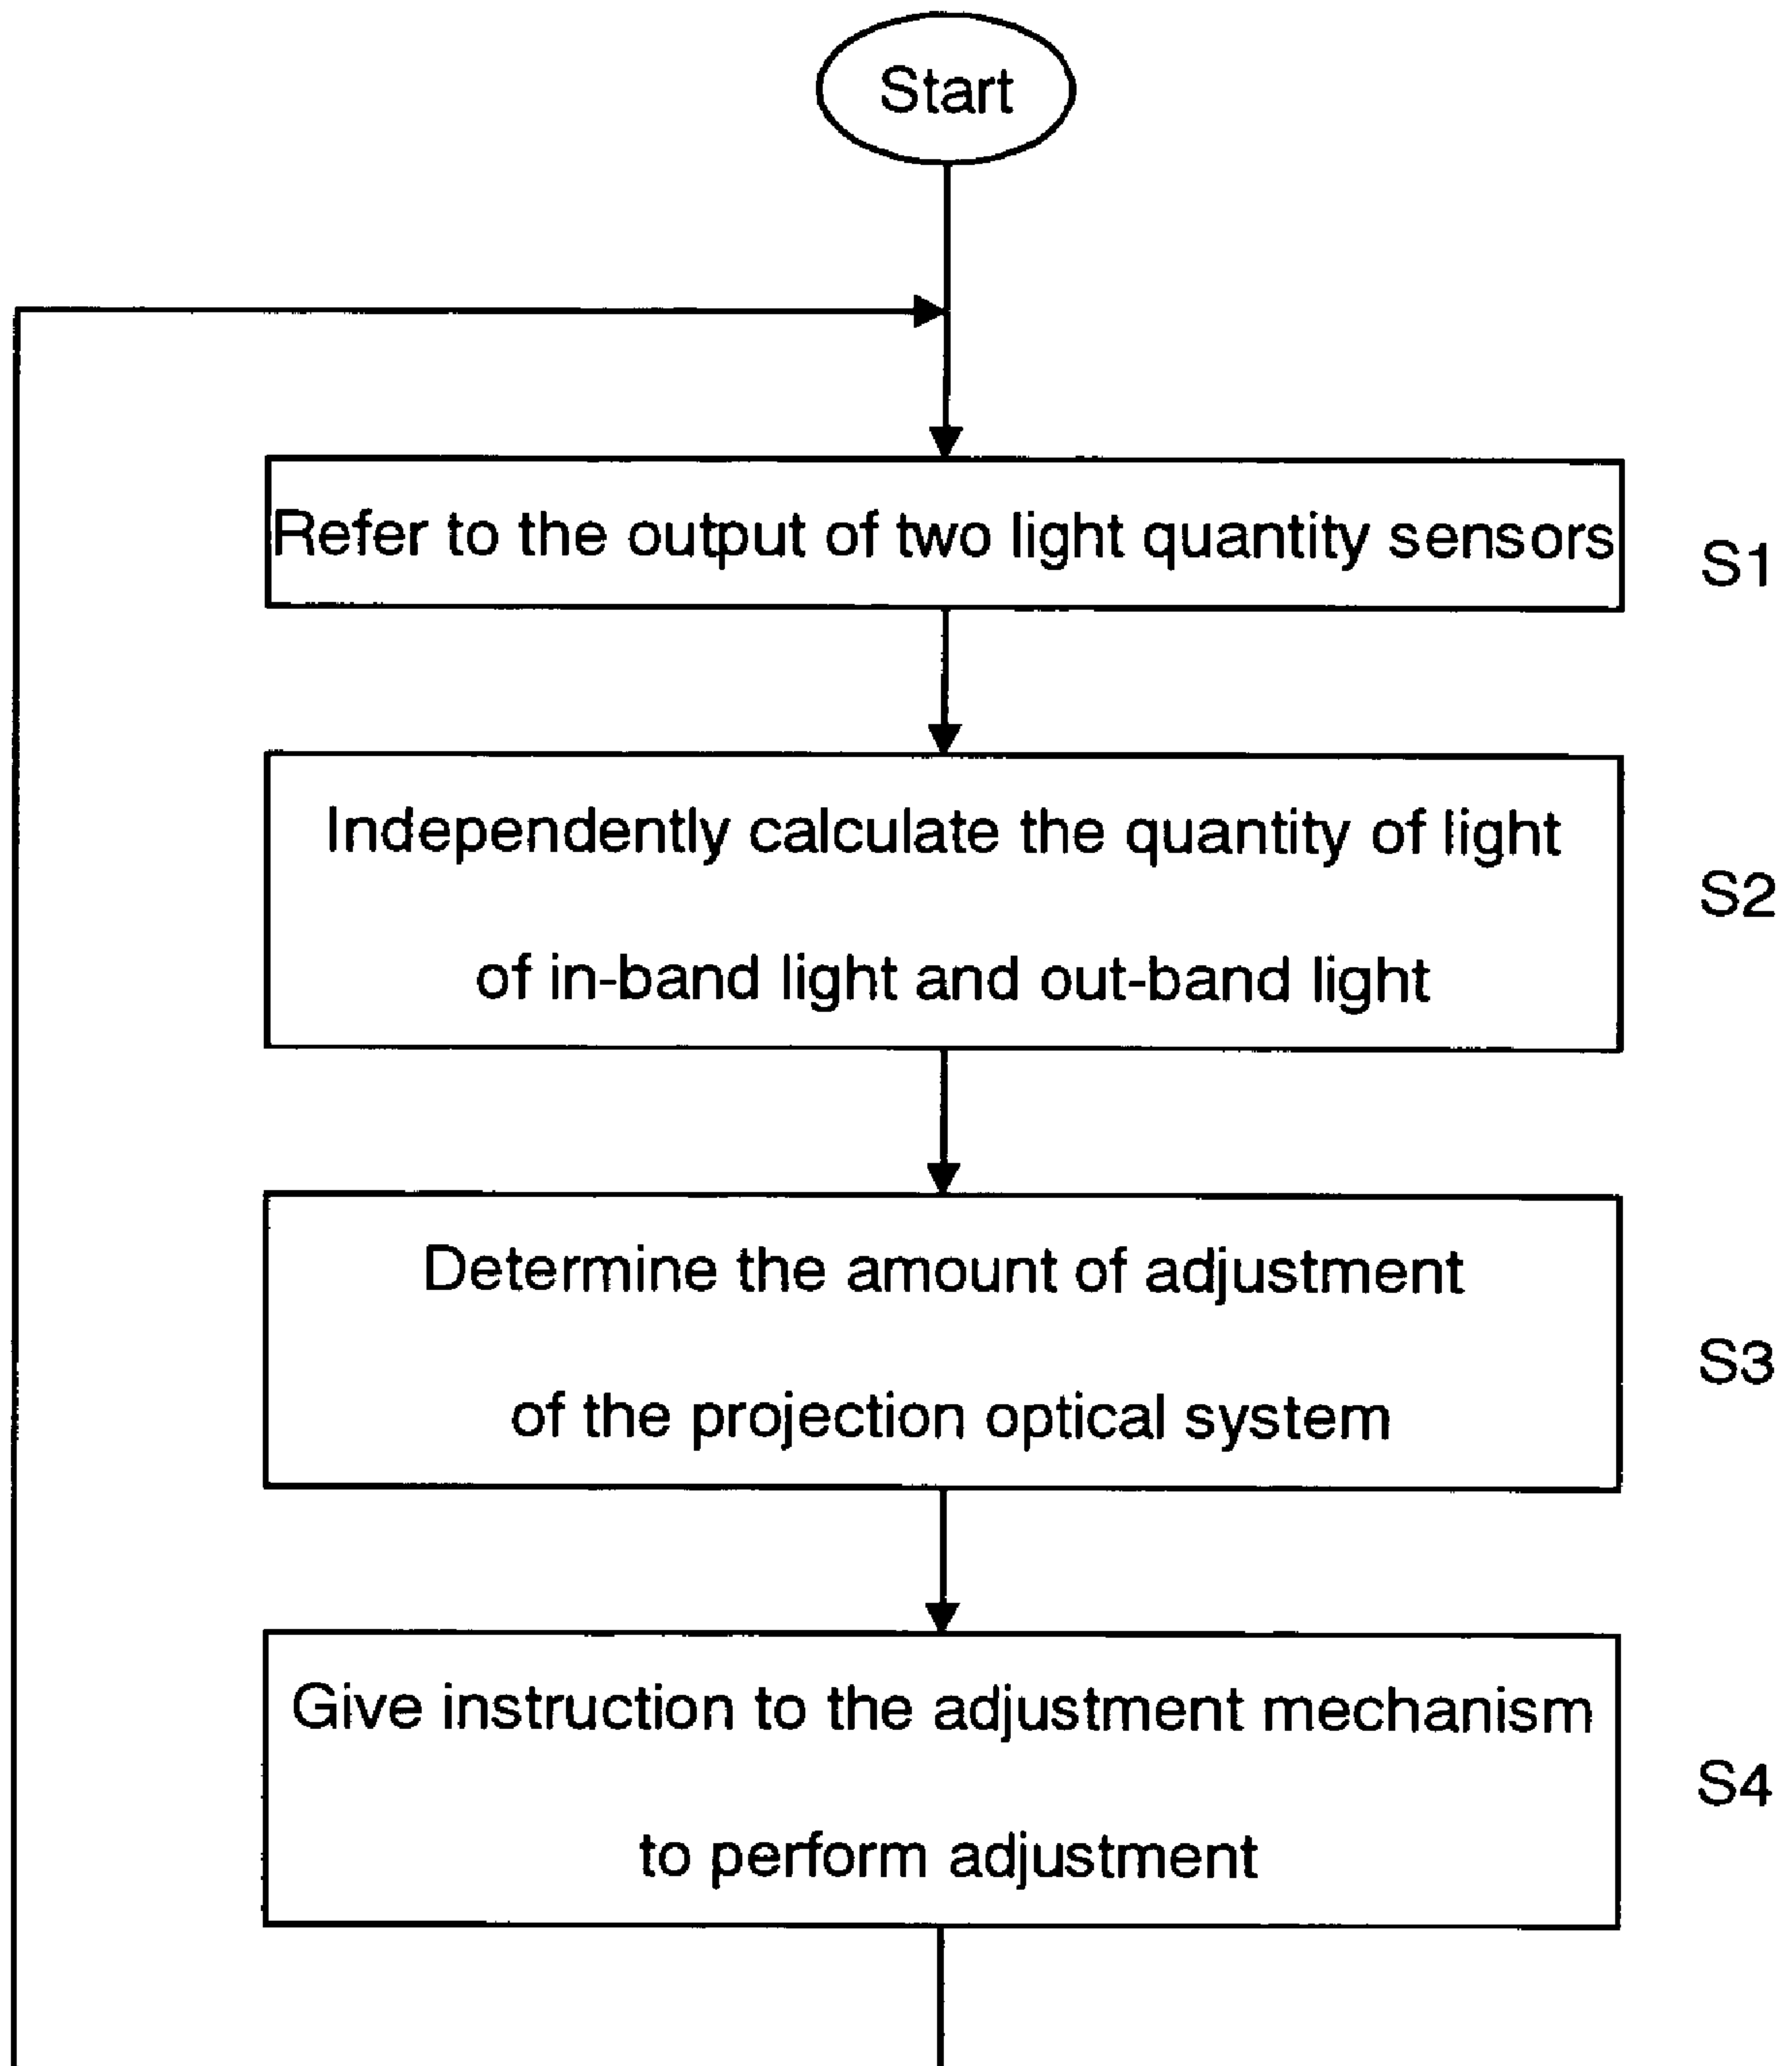 Start
Refer to the output of two light quantity sensors
S1
Independently calculate the quantity of light
of in-band light and out-band light
S2
Determine the amount of adjustment
of the projection optical system
S3
Give instruction to the adjustment mechanism
to perform adjustment
S4